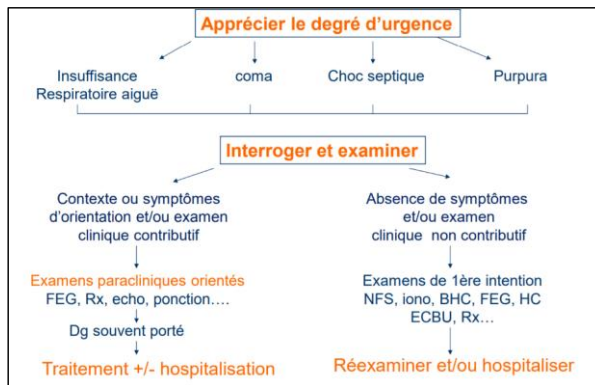 Apprécier le degré d'urgence
Insuffisance
Respiratoire aiguë
coma
Choc septique
Purpura
Interroger et examiner
Contexte ou symptômes
d'orientation et/ou examen
clinique contributif
Examens paracliniques orientés
FEG, Rx, echo, ponction….
Dg souvent porté
Traitement +/- hospitalisation
Absence de symptômes
et/ou examen
clinique non contributif
Examens de 1ère intention
NFS, iono, BHC, FEG, HC
ECBU, Rx…
Réexaminer et/ou hospitaliser